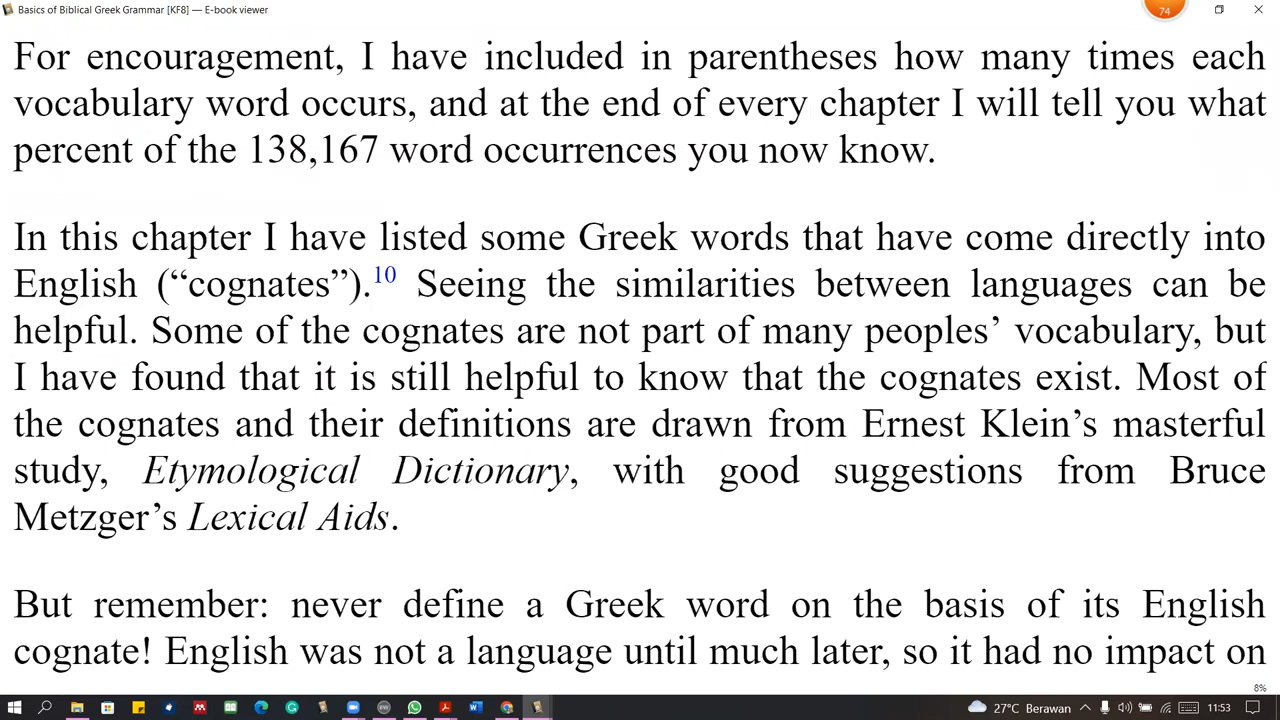 Basics of Biblical Greek Grammar [KF8] — E-book viewer
74
For encouragement, I have included in parentheses how many times each
vocabulary word occurs, and at the end of every chapter I will tell you what
percent of the 138,167 word occurrences you now know.
In this chapter I have listed some Greek words that have come directly into
English (“cognates”).10 Seeing the similarities between languages can be
helpful. Some of the cognates are not part of many peoples’ vocabulary, but
I have found that it is still helpful to know that the cognates exist. Most of
the cognates and their definitions are drawn from Ernest Klein’s masterful
study, Etymological Dictionary, with good suggestions from Bruce
Metzger’s Lexical Aids.
But remember: never define a Greek word on the basis of its English
cognate! English was not a language until much later, so it had no impact on
8%
27°C Berawan
11:53